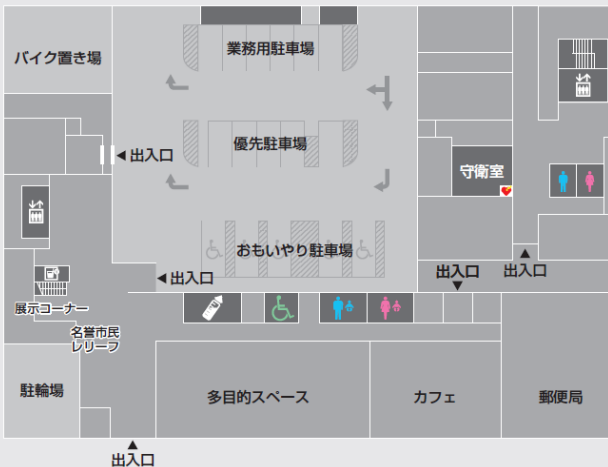 業務用駐車場
バイク置き場
優先駐車場
出入口
守衛室
おもいやり駐車場
出入口
出入口
出入口
展示コーナー
名誉市民
レリーフ
駐輪場
多目的スペース
カフェ
郵便局
出入口